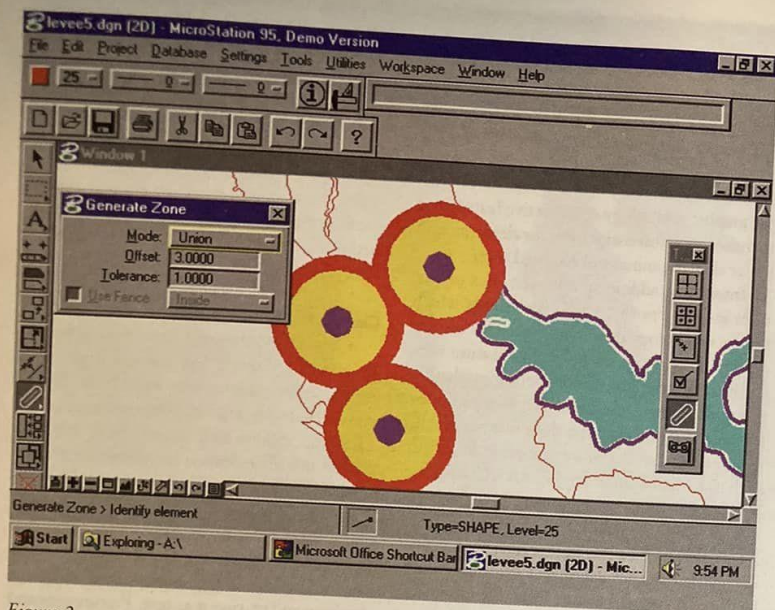 levee5.dgn (2D) - MicroStation 95, Demo Version
File Edit Project Database Settings Tools Utilities Workspace Window Help
25 0 0
Window 1
Generate Zone
Mode: Union
Offset: 3.0000
Tolerance: 1.0000
Use Fence Inside
Generate Zone > Identify element
Type=SHAPE, Level=25
Start Exploring - A:\ Microsoft Office Shortcut Bar levee5.dgn (2D) - Mic... 9:54 PM